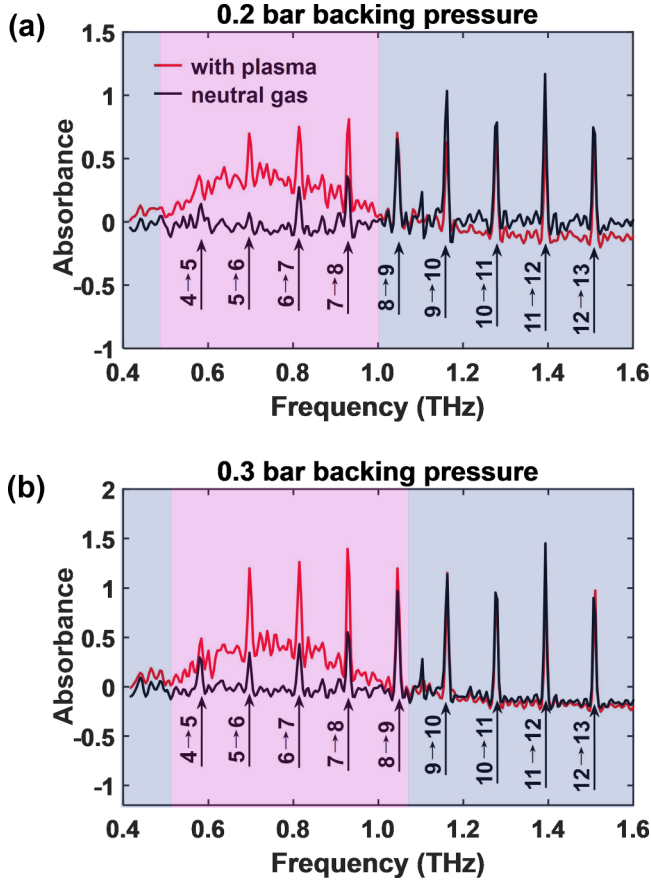 (a)
0.2 bar backing pressure
1.5
1
0.5
0
-0.5
-1
Absorbance
with plasma
neutral gas
4→5
5→6
6→7
7→8
8→9
9→10
10→11
11→12
12→13
0.4 0.6 0.8 1.0 1.2 1.4 1.6
Frequency (THz)
(b)
0.3 bar backing pressure
2
1.5
1
0.5
0
-0.5
-1
Absorbance
4→5
5→6
6→7
7→8
8→9
9→10
10→11
11→12
12→13
0.4 0.6 0.8 1.0 1.2 1.4 1.6
Frequency (THz)